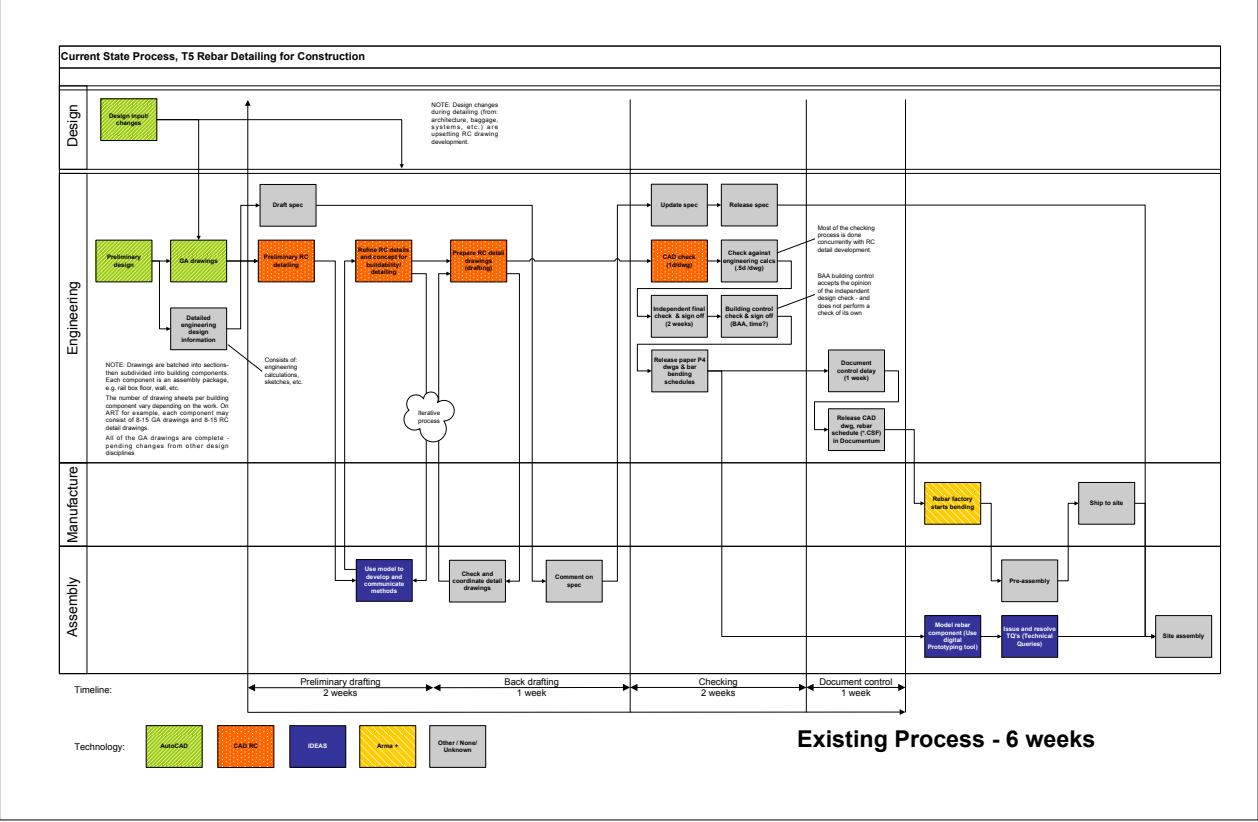 Current State Process, T5 Rebar Detailing for Construction
Design
Design input/
changes
NOTE: Design changes
during detailing (from:
architecture, baggage,
systems, etc.) are
upsetting RC drawing
development.
Engineering
Draft spec
Update spec
Release spec
Preliminary
design
GA drawings
Preliminary RC
detailing
Refine RC details
and concept for
buildability/
detailing
Prepare RC detail
drawings
(drafting)
CAD check
(1d/dwg)
Check against
engineering calcs
(.5d /dwg)
Most of the checking
process is done
concurrently with RC
detail development.
BAA building control
accepts the opinion
of the independent
design check - and
does not perform a
check of its own
Detailed
engineering
design
information
Independent final
check & sign off
(2 weeks)
Building control
check & sign off
(BAA, time?)
Consists of:
engineering
calculations,
sketches, etc.
Release paper P4
dwgs & bar
bending
schedules
Document
control delay
(1 week)
NOTE: Drawings are batched into sections-
then subdivided into building components.
Each component is an assembly package,
e.g. rail box floor, wall, etc.
The number of drawing sheets per building
component vary depending on the work. On
ART for example, each component may
consist of 8-15 GA drawings and 8-15 RC
detail drawings.
All of the GA drawings are complete -
pending changes from other design
disciplines
Iterative
process
Release CAD
dwg, rebar
schedule (*.CSF)
in Documentum
Manufacture
Rebar factory
starts bending
Ship to site
Assembly
Use model to
develop and
communicate
methods
Check and
coordinate detail
drawings
Comment on
spec
Pre-assembly
Model rebar
component (Use
digital
Prototyping tool)
Issue and resolve
TQ's (Technical
Queries)
Site assembly
Timeline:
Preliminary drafting
2 weeks
Back drafting
1 week
Checking
2 weeks
Document control
1 week
Technology:
AutoCAD
CAD RC
IDEAS
Arma +
Other / None/
Unknown
Existing Process - 6 weeks